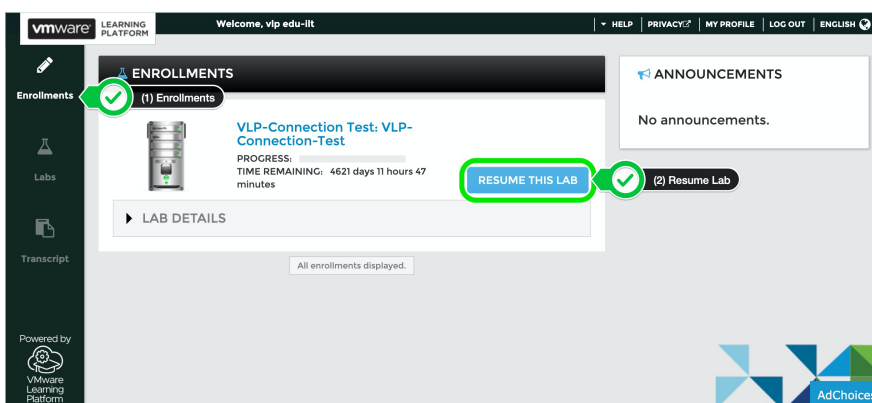 vmware LEARNING PLATFORM
Welcome, vlp edu-ilt
HELP PRIVACY MY PROFILE LOG OUT ENGLISH
Enrollments
Labs
Transcript
Powered by
VMware
Learning
Platform
ENROLLMENTS
(1) Enrollments
VLP-Connection Test: VLP-
Connection-Test
PROGRESS:
TIME REMAINING: 4621 days 11 hours 47
minutes
RESUME THIS LAB
(2) Resume Lab
LAB DETAILS
All enrollments displayed.
ANNOUNCEMENTS
No announcements.
AdChoices